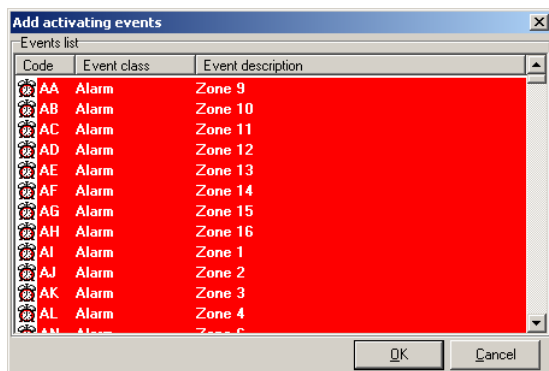 Add activating events
Events list
Code Event class Event description
AA Alarm Zone 9
AB Alarm Zone 10
AC Alarm Zone 11
AD Alarm Zone 12
AE Alarm Zone 13
AF Alarm Zone 14
AG Alarm Zone 15
AH Alarm Zone 16
AI Alarm Zone 1
AJ Alarm Zone 2
AK Alarm Zone 3
AL Alarm Zone 4
OK Cancel